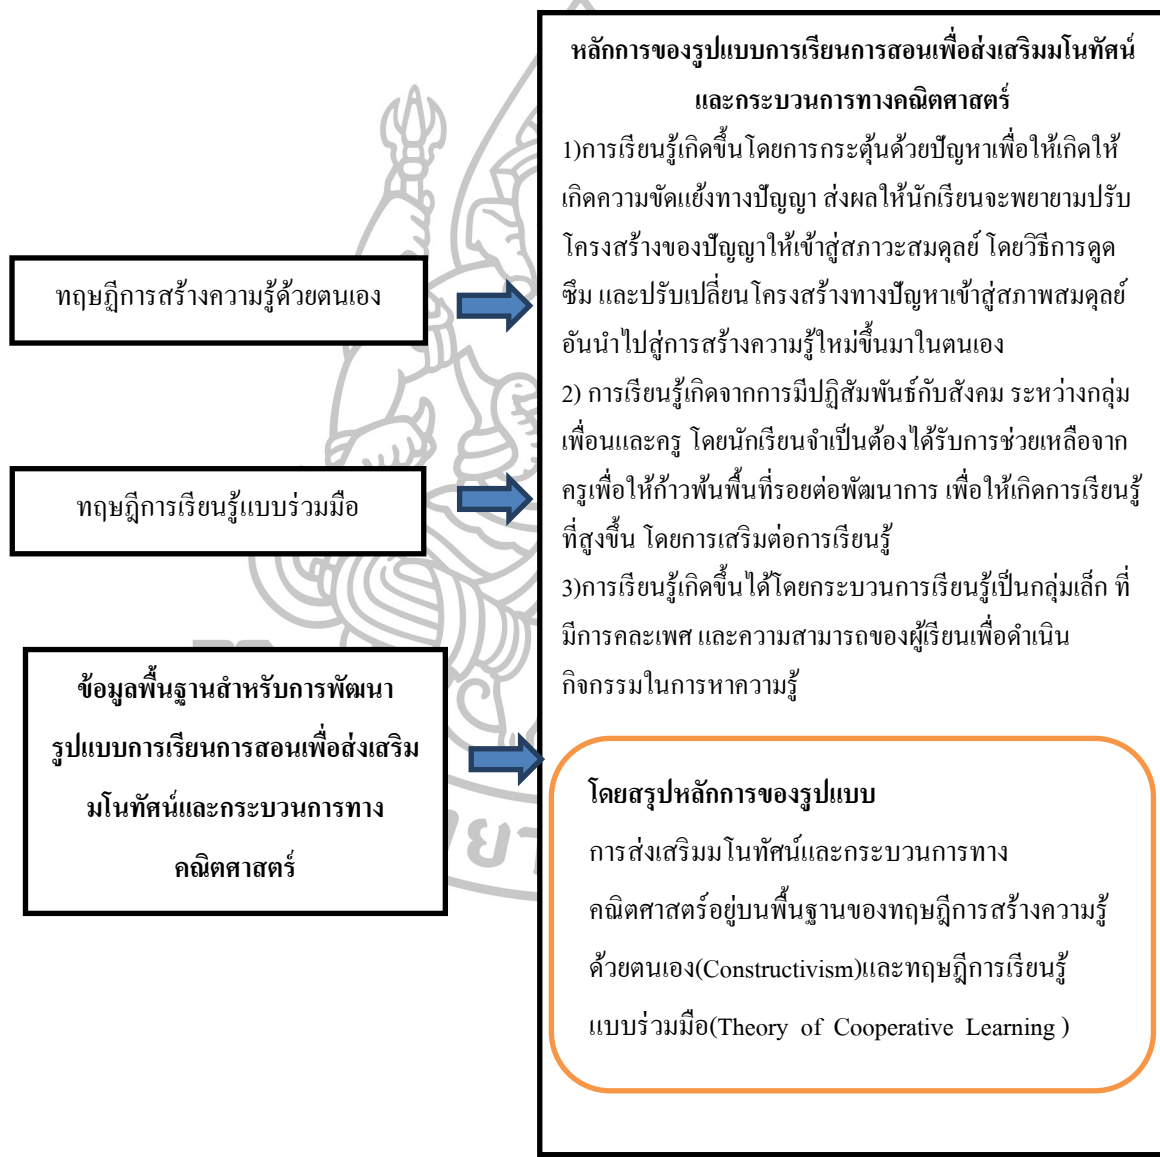 ทฤษฎีการสร้างความรู้ด้วยตนเอง
ทฤษฎีการเรียนรู้แบบร่วมมือ
ข้อมูลพื้นฐานสำหรับการพัฒนา
รูปแบบการเรียนการสอนเพื่อส่งเสริม
มโนทัศน์และกระบวนการทาง
คณิตศาสตร์
หลักการของรูปแบบการเรียนการสอนเพื่อส่งเสริมมโนทัศน์
และกระบวนการทางคณิตศาสตร์
1)การเรียนรู้เกิดขึ้นโดยการกระตุ้นด้วยปัญหาเพื่อให้เกิดให้
เกิดความขัดแย้งทางปัญญา ส่งผลให้นักเรียนจะพยายามปรับ
โครงสร้างของปัญญาให้เข้าสู่สภาวะสมดุลย์ โดยวิธีการดูด
ซึม และปรับเปลี่ยนโครงสร้างทางปัญหาเข้าสู่สภาพสมดุลย์
อันนำไปสู่การสร้างความรู้ใหม่ขึ้นมาในตนเอง
2) การเรียนรู้เกิดจากการมีปฏิสัมพันธ์กับสังคม ระหว่างกลุ่ม
เพื่อนและครู โดยนักเรียนจำเป็นต้องได้รับการช่วยเหลือจาก
ครูเพื่อให้ก้าวพ้นพื้นที่รอยต่อพัฒนาการ เพื่อให้เกิดการเรียนรู้
ที่สูงขึ้น โดยการเสริมต่อการเรียนรู้
3)การเรียนรู้เกิดขึ้นได้โดยกระบวนการเรียนรู้เป็นกลุ่มเล็ก ที่
มีการคละเพศ และความสามารถของผู้เรียนเพื่อดำเนิน
กิจกรรมในการหาความรู้
โดยสรุปหลักการของรูปแบบ
การส่งเสริมมโนทัศน์และกระบวนการทาง
คณิตศาสตร์อยู่บนพื้นฐานของทฤษฎีการสร้างความรู้
ด้วยตนเอง(Constructivism)และทฤษฎีการเรียนรู้
แบบร่วมมือ(Theory of Cooperative Learning )